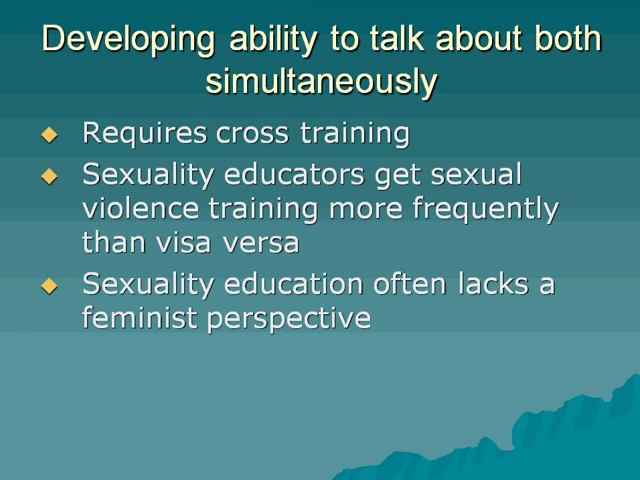 Developing ability to talk about both
simultaneously
Requires cross training
Sexuality educators get sexual
violence training more frequently
than visa versa
Sexuality education often lacks a
feminist perspective